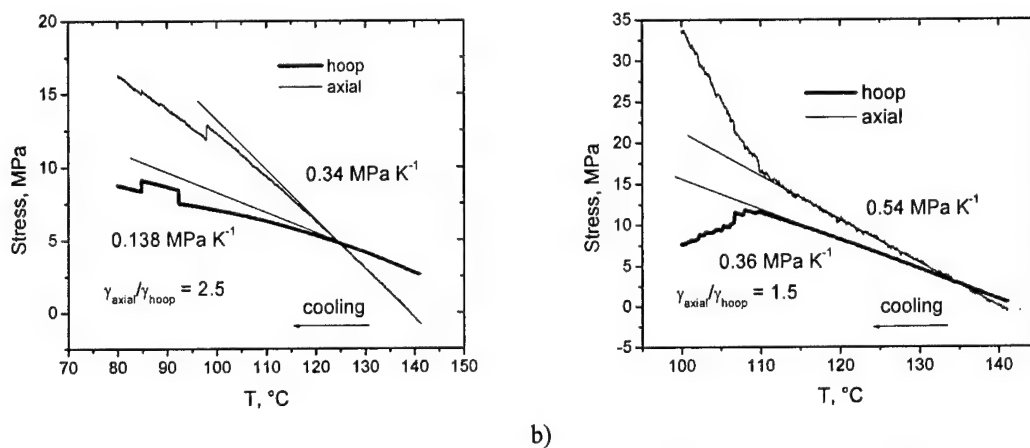 20
15
10
5
0
Stress, MPa
hoop
axial
0.34 MPa K-1
0.138 MPa K-1
γaxial/γhoop = 2.5
cooling
70 80 90 100 110 120 130 140 150
T, °C
35
30
25
20
15
10
5
0
-5
Stress, MPa
hoop
axial
0.54 MPa K-1
0.36 MPa K-1
γaxial/γhoop = 1.5
cooling
100 110 120 130 140
T, °C
b)